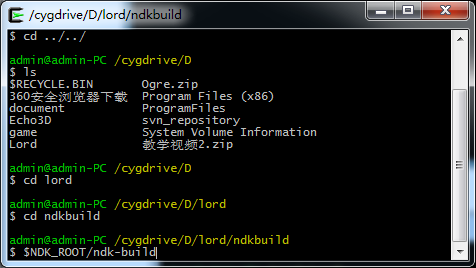 /cygdrive/D/lord/ndkbuild
$ cd ../../
admin@admin-PC /cygdrive/D
$ ls
$RECYCLE.BIN Ogre.zip
360安全浏览器下载 Program Files (x86)
document ProgramFiles
Echo3D svn_repository
game System Volume Information
Lord 教学视频2.zip
admin@admin-PC /cygdrive/D
$ cd lord
admin@admin-PC /cygdrive/D/lord
$ cd ndkbuild
admin@admin-PC /cygdrive/D/lord/ndkbuild
$ $NDK_ROOT/ndk-build